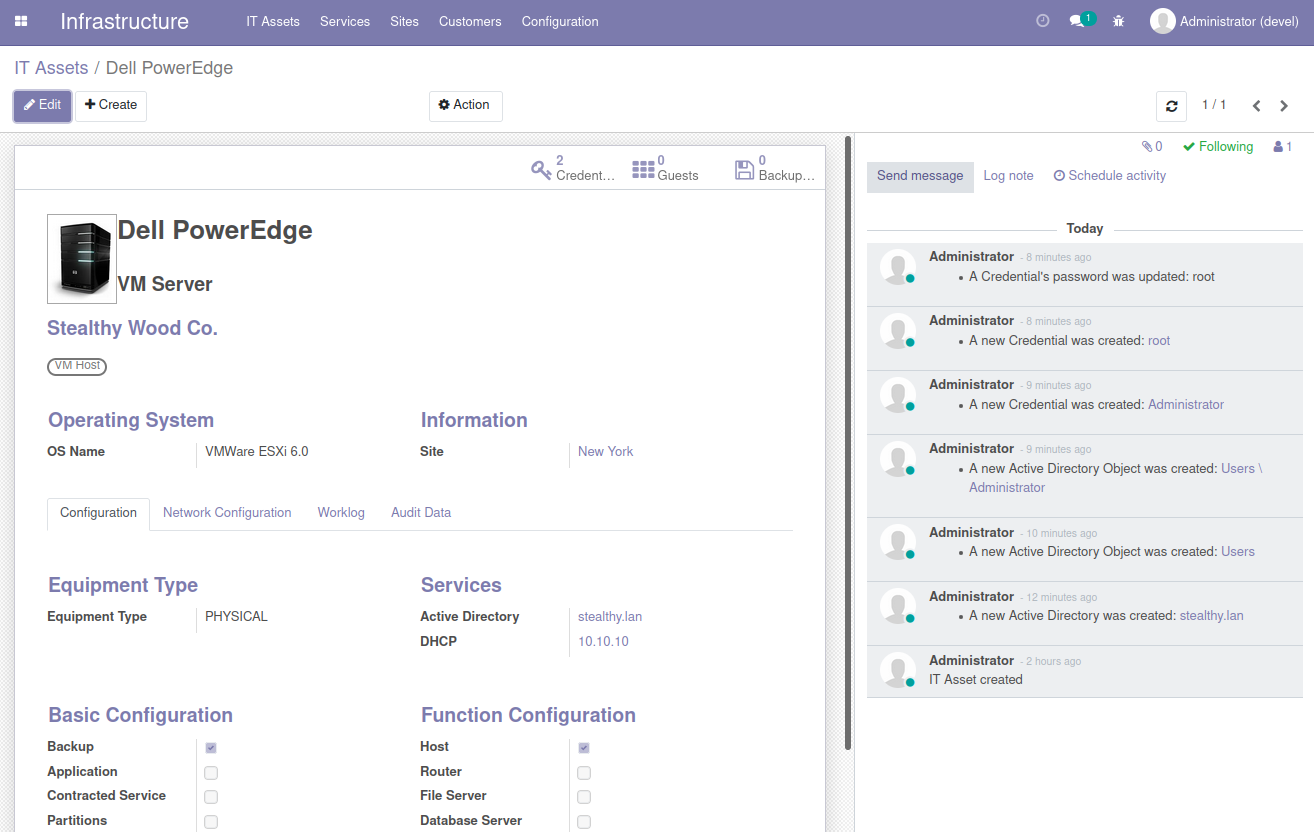 Infrastructure IT Assets Services Sites Customers Configuration 1 Administrator (devel)
IT Assets / Dell PowerEdge
Edit Create Action 1 / 1
2 Credent...
0 Guests
0 Backup...
Dell PowerEdge
VM Server
Stealthy Wood Co.
VM Host
Operating System
OS Name VMWare ESXi 6.0
Information
Site New York
Configuration Network Configuration Worklog Audit Data
Equipment Type
Equipment Type PHYSICAL
Services
Active Directory stealthy.lan
DHCP 10.10.10
Basic Configuration
Backup
Application
Contracted Service
Partitions
Function Configuration
Host
Router
File Server
Database Server
0 Following 1
Send message Log note Schedule activity
Today
Administrator - 8 minutes ago
• A Credential's password was updated: root
Administrator - 8 minutes ago
• A new Credential was created: root
Administrator - 9 minutes ago
• A new Credential was created: Administrator
Administrator - 9 minutes ago
• A new Active Directory Object was created: Users \
Administrator
Administrator - 10 minutes ago
• A new Active Directory Object was created: Users
Administrator - 12 minutes ago
• A new Active Directory was created: stealthy.lan
Administrator - 2 hours ago
IT Asset created